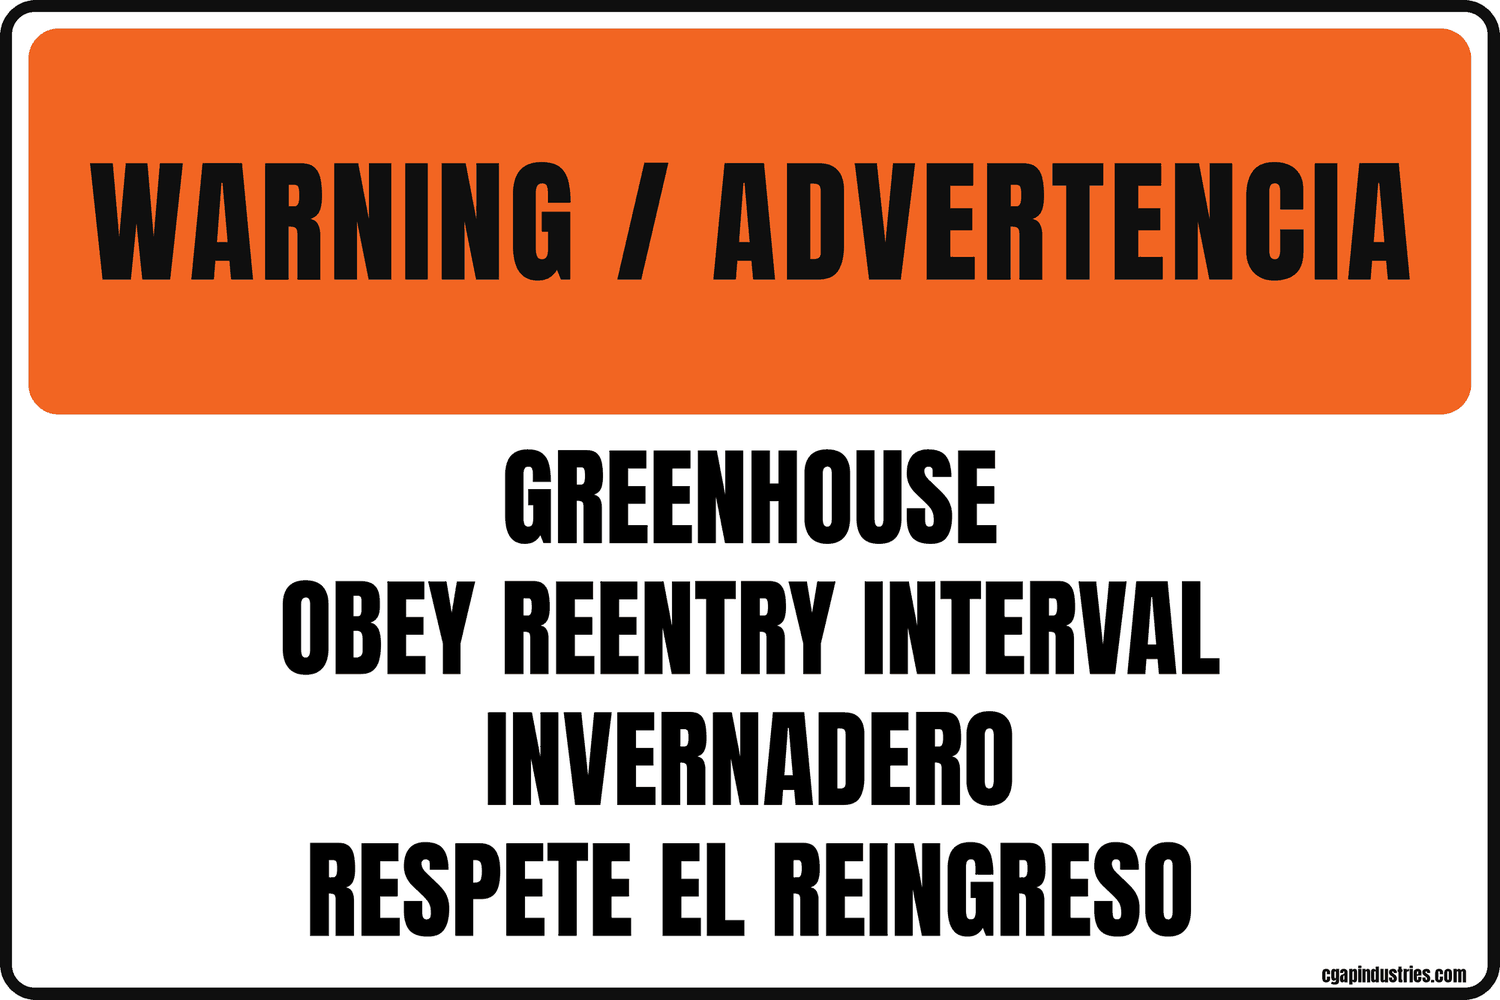 WARNING / ADVERTENCIA
GREENHOUSE
OBEY REENTRY INTERVAL
INVERNADERO
RESPETE EL REINGRESO
cgapindustries.com